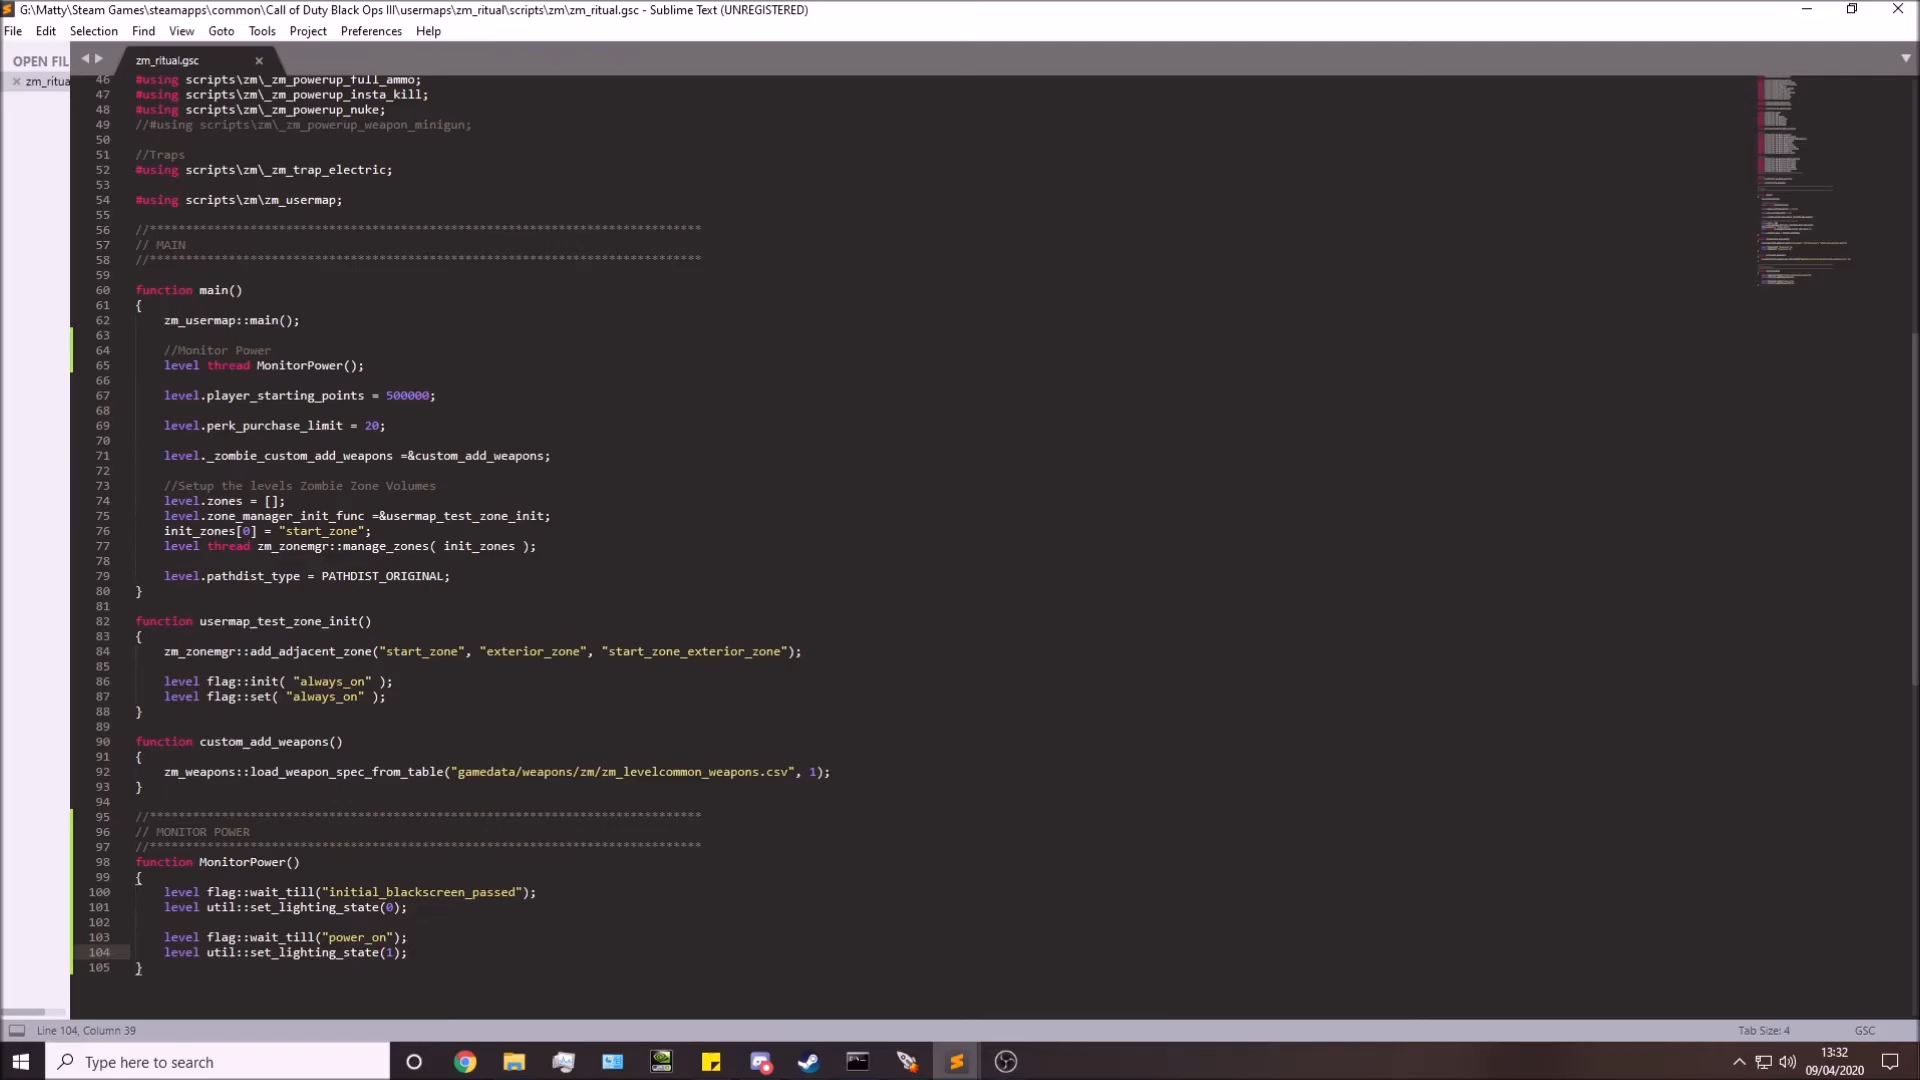 G:\Matty\Steam Games\steamapps\common\Call of Duty Black Ops III\usermaps\zm_ritual\scripts\zm\zm_ritual.gsc - Sublime Text (UNREGISTERED)
File Edit Selection Find View Goto Tools Project Preferences Help
OPEN FIL
zm_ritual.gsc
zm_ritua
46 #using scripts\zm\_zm_powerup_full_ammo;
47 #using scripts\zm\_zm_powerup_insta_kill;
48 #using scripts\zm\_zm_powerup_nuke;
49 //#using scripts\zm\_zm_powerup_weapon_minigun;
50
51 //Traps
52 #using scripts\zm\_zm_trap_electric;
53
54 #using scripts\zm\zm_usermap;
55
56 //*****************************************************************************
57 // MAIN
58 //*****************************************************************************
59
60 function main()
61 {
62 zm_usermap::main();
63
64 //Monitor Power
65 level thread MonitorPower();
66
67 level.player_starting_points = 500000;
68
69 level.perk_purchase_limit = 20;
70
71 level._zombie_custom_add_weapons =&custom_add_weapons;
72
73 //Setup the levels Zombie Zone Volumes
74 level.zones = [];
75 level.zone_manager_init_func =&usermap_test_zone_init;
76 init_zones[0] = "start_zone";
77 level thread zm_zonemgr::manage_zones( init_zones );
78
79 level.pathdist_type = PATHDIST_ORIGINAL;
80 }
81
82 function usermap_test_zone_init()
83 {
84 zm_zonemgr::add_adjacent_zone("start_zone", "exterior_zone", "start_zone_exterior_zone");
85
86 level flag::init( "always_on" );
87 level flag::set( "always_on" );
88 }
89
90 function custom_add_weapons()
91 {
92 zm_weapons::load_weapon_spec_from_table("gamedata/weapons/zm/zm_levelcommon_weapons.csv", 1);
93 }
94
95 //*****************************************************************************
96 // MONITOR POWER
97 //*****************************************************************************
98 function MonitorPower()
99 {
100 level flag::wait_till("initial_blackscreen_passed");
101 level util::set_lighting_state(0);
102
103 level flag::wait_till("power_on");
104 level util::set_lighting_state(1);
105 }
Line 104, Column 39 Tab Size: 4 GSC
Type here to search
13:32
09/04/2020